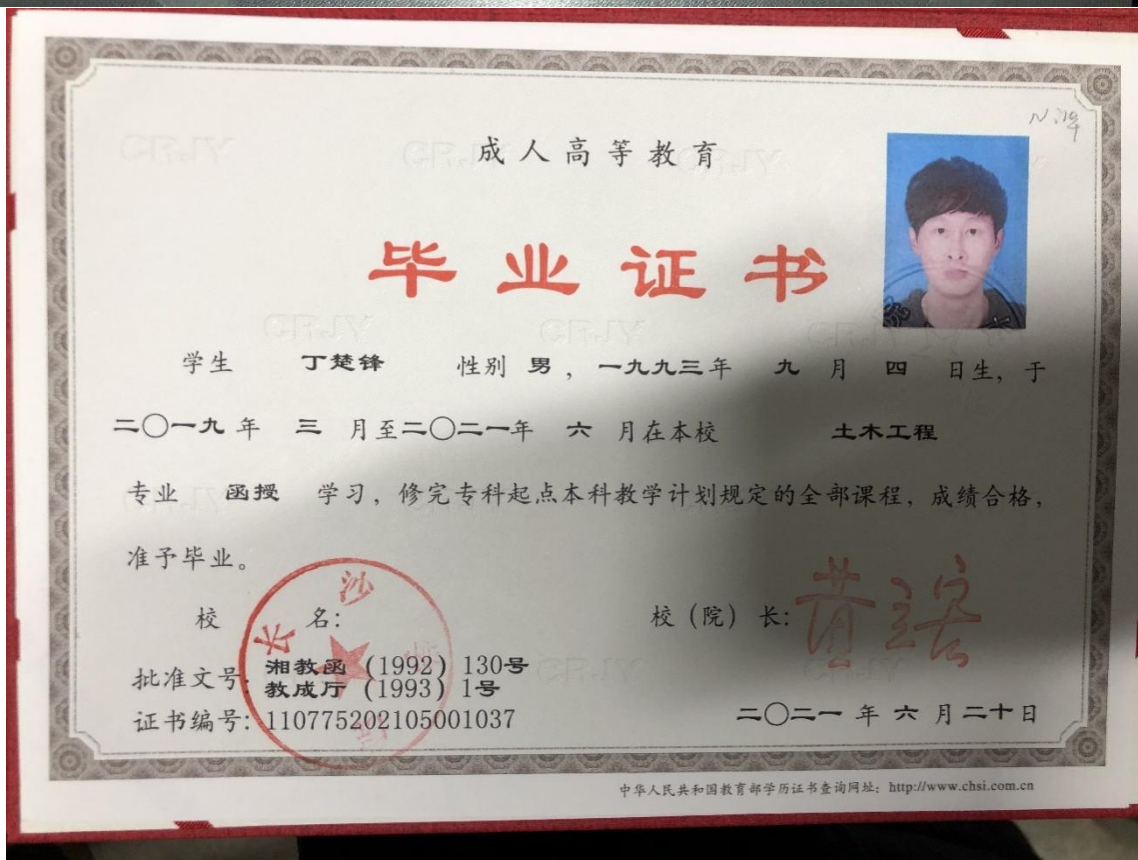 成人高等教育
毕业证书
学生 丁楚锋 性别 男，一九九三年 九 月 四 日生，于
二〇一九 年 三 月至二〇二一年 六 月在本校 土木工程
专业 函授 学习，修完专科起点本科教学计划规定的全部课程，成绩合格，
准予毕业。
校 名：
校（院）长：
批准文号：湘教函（1992）130号
教成厅（1993）1号
证书编号：110775202105001037
二〇二一 年 六 月二十日
长沙学
中华人民共和国教育部学历证书查询网址：http://www.chsi.com.cn
CRJY